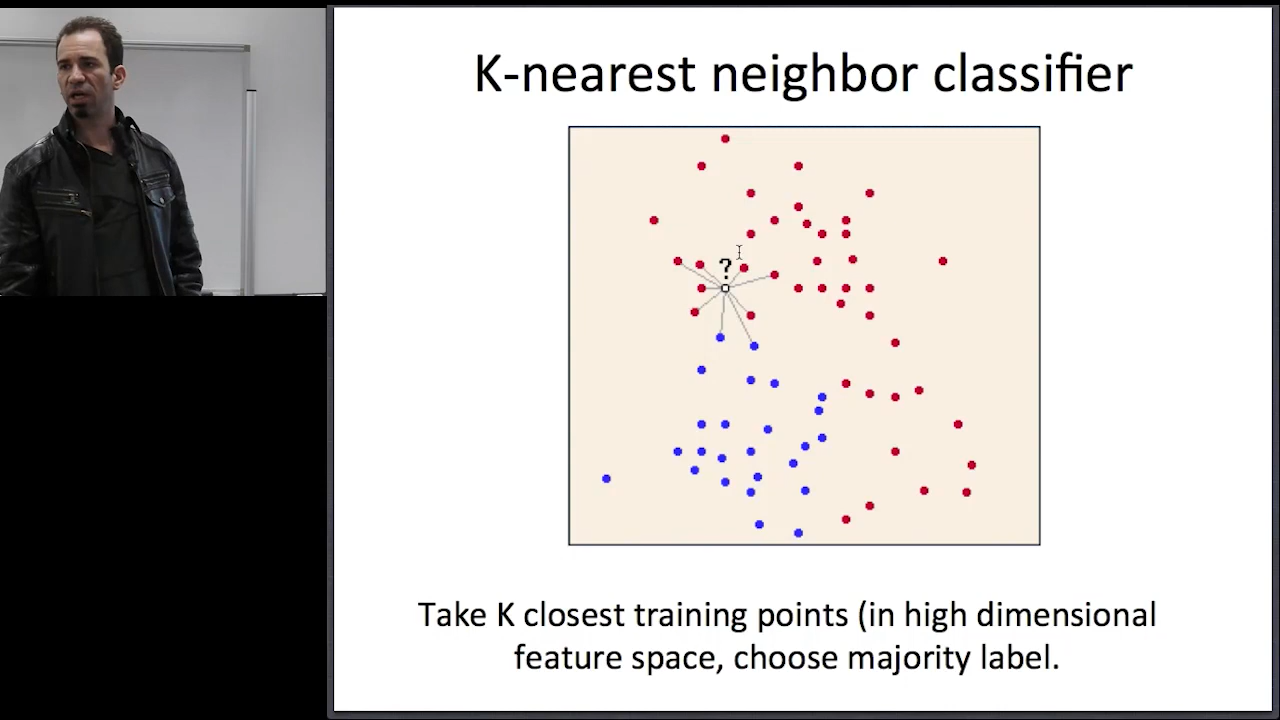 K-nearest neighbor classifier
?
Take K closest training points (in high dimensional
feature space, choose majority label.